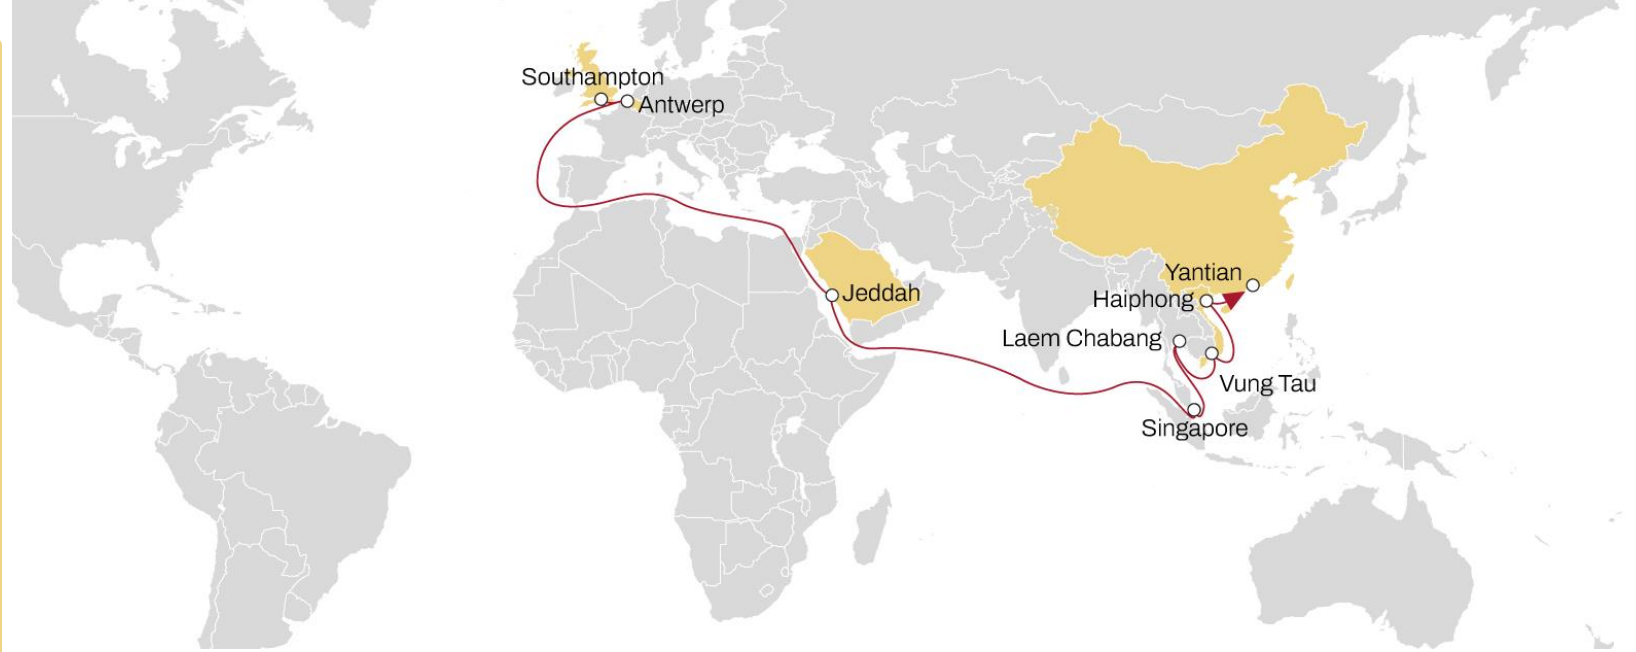 Southampton
Antwerp
Yantian
Jeddah
Haiphong
Laem Chabang
Vung Tau
Singapore